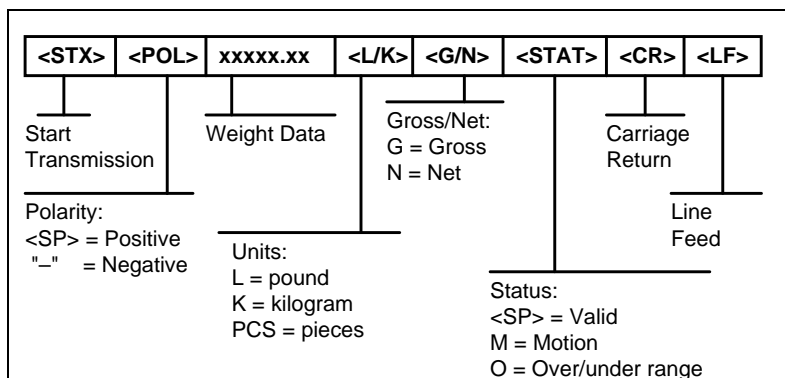 <STX> <POL> xxxxx.xx <L/K> <G/N> <STAT> <CR> <LF>
Start
Transmission
Weight Data
Gross/Net:
G = Gross
N = Net
Carriage
Return
Polarity:
<SP> = Positive
"–" = Negative
Units:
L = pound
K = kilogram
PCS = pieces
Line
Feed
Status:
<SP> = Valid
M = Motion
O = Over/under range